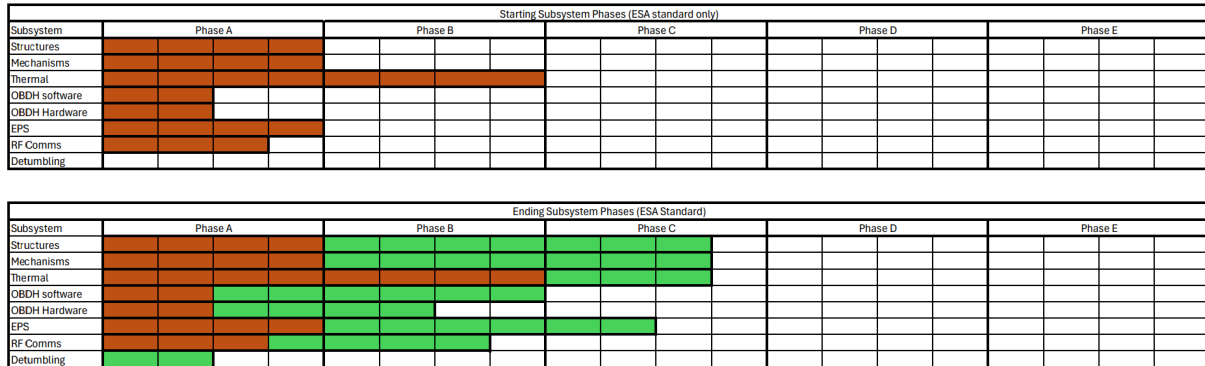 Starting Subsystem Phases (ESA standard only)
Subsystem Phase A Phase B Phase C Phase D Phase E
Structures
Mechanisms
Thermal
OBDH software
OBDH Hardware
EPS
RF Comms
Detumbling
Ending Subsystem Phases (ESA Standard)
Subsystem Phase A Phase B Phase C Phase D Phase E
Structures
Mechanisms
Thermal
OBDH software
OBDH Hardware
EPS
RF Comms
Detumbling